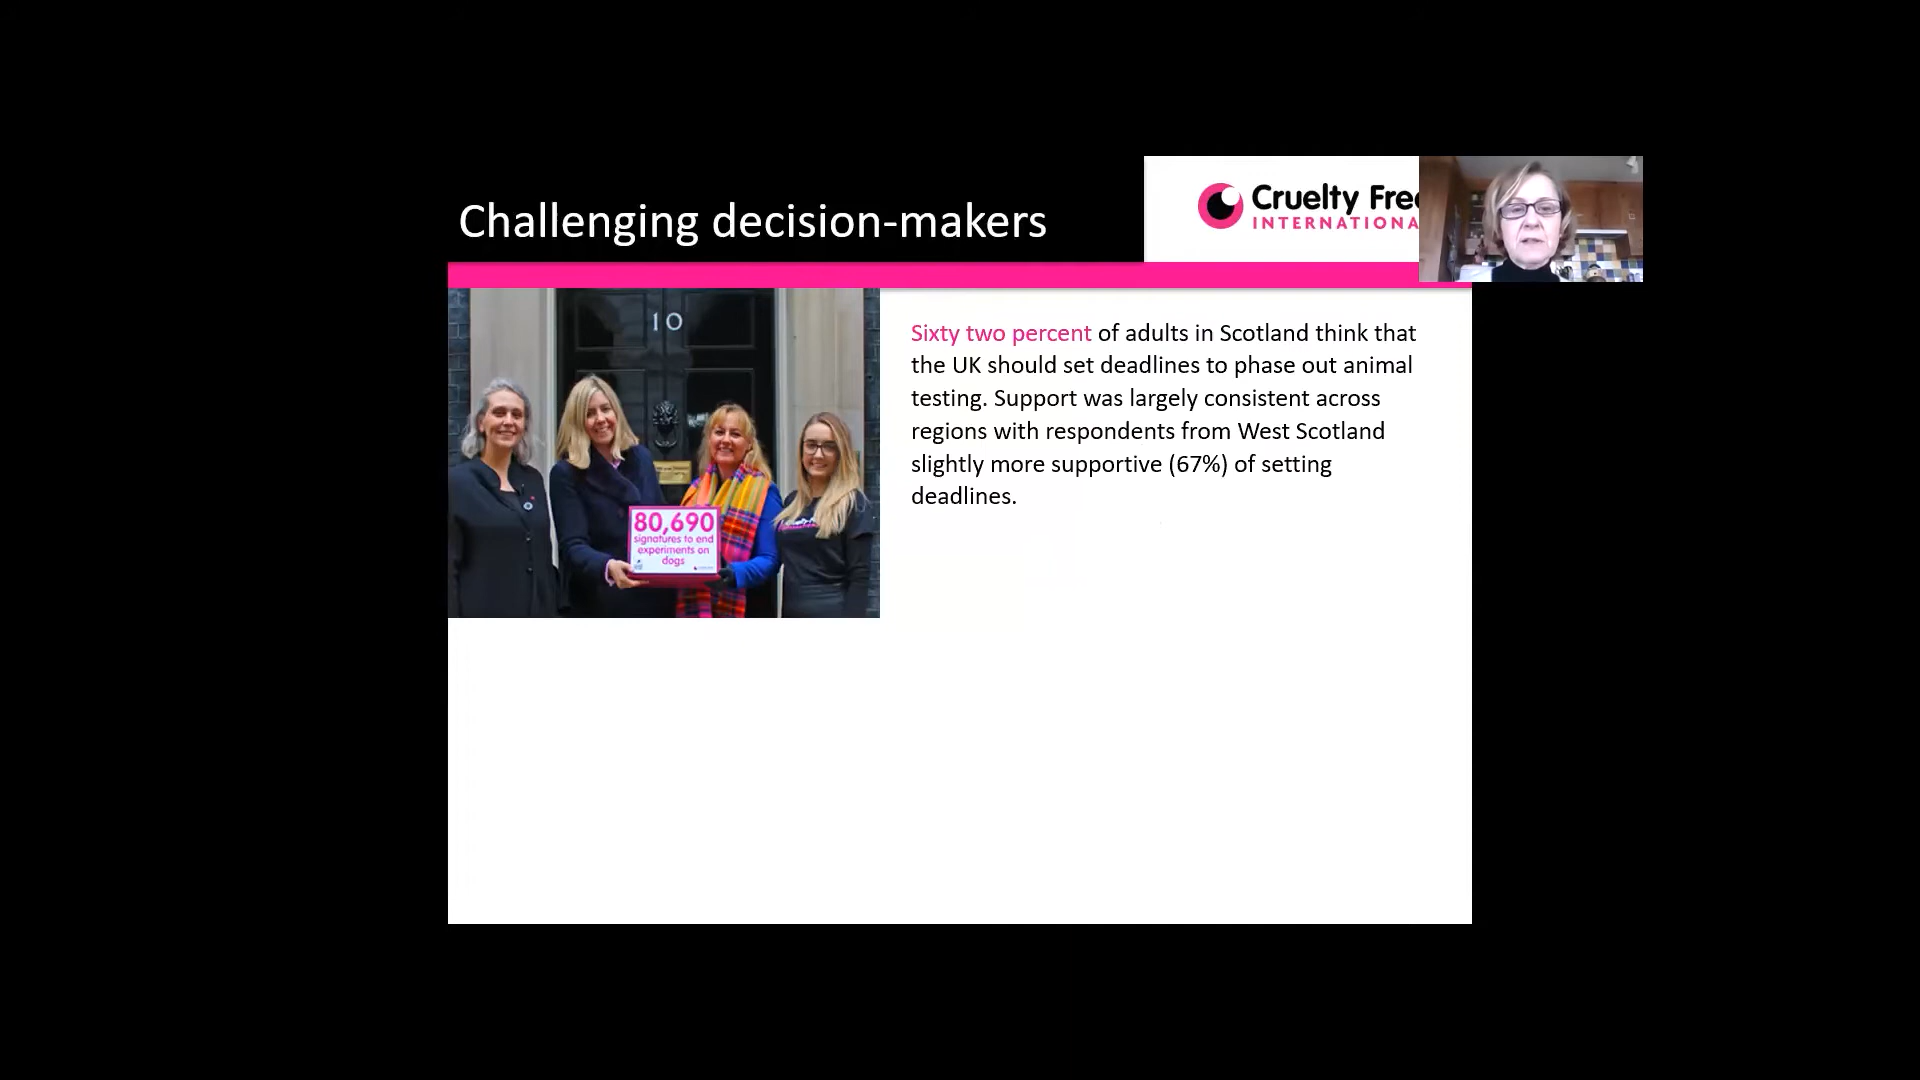 Challenging decision-makers
Cruelty Free
INTERNATIONA
10
Sixty two percent of adults in Scotland think that
the UK should set deadlines to phase out animal
testing. Support was largely consistent across
regions with respondents from West Scotland
slightly more supportive (67%) of setting
deadlines.
80,690
signatures to end
experiments on
dogs